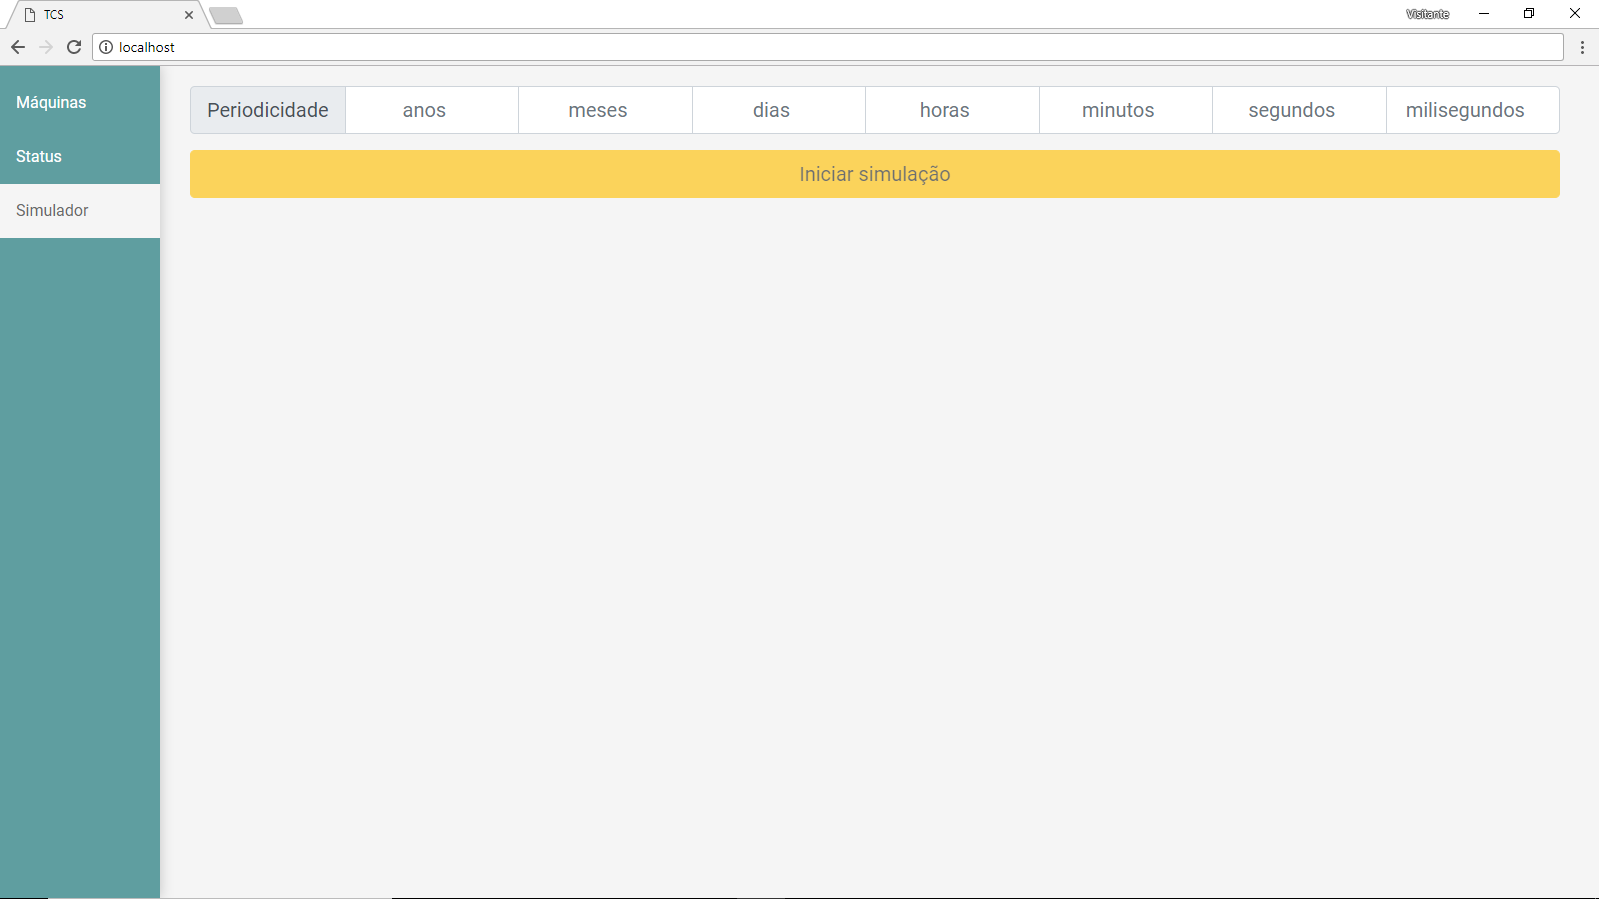 TCS
Visitante
localhost
Máquinas
Status
Simulador
Periodicidade anos meses dias horas minutos segundos milisegundos
Iniciar simulação